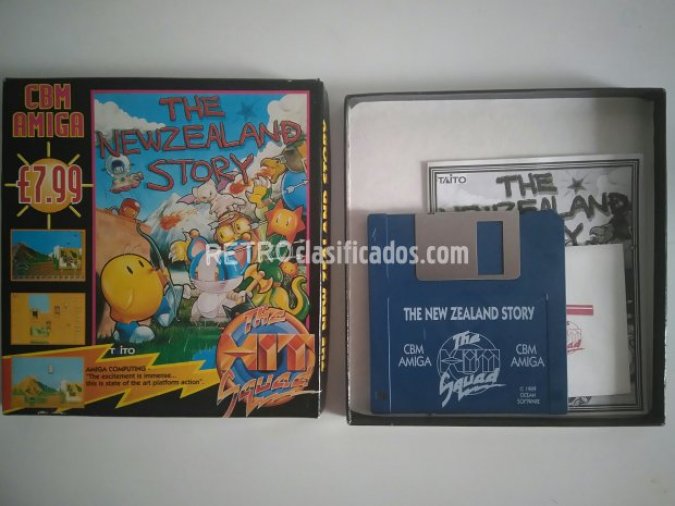 CBM
AMIGA
£7.99
THE
NEWZEALAND
STORY
TAITO
AMIGA COMPUTING
"The excitement is immense...
this is state of the art platform action".
The
HIT
Squad
RETROclasificados.com
TAITO
THE
NEWZEALAND
STORY
THE NEW ZEALAND STORY
CBM
AMIGA
The
HIT
Squad
CBM
AMIGA
© 1989
OCEAN
SOFTWARE